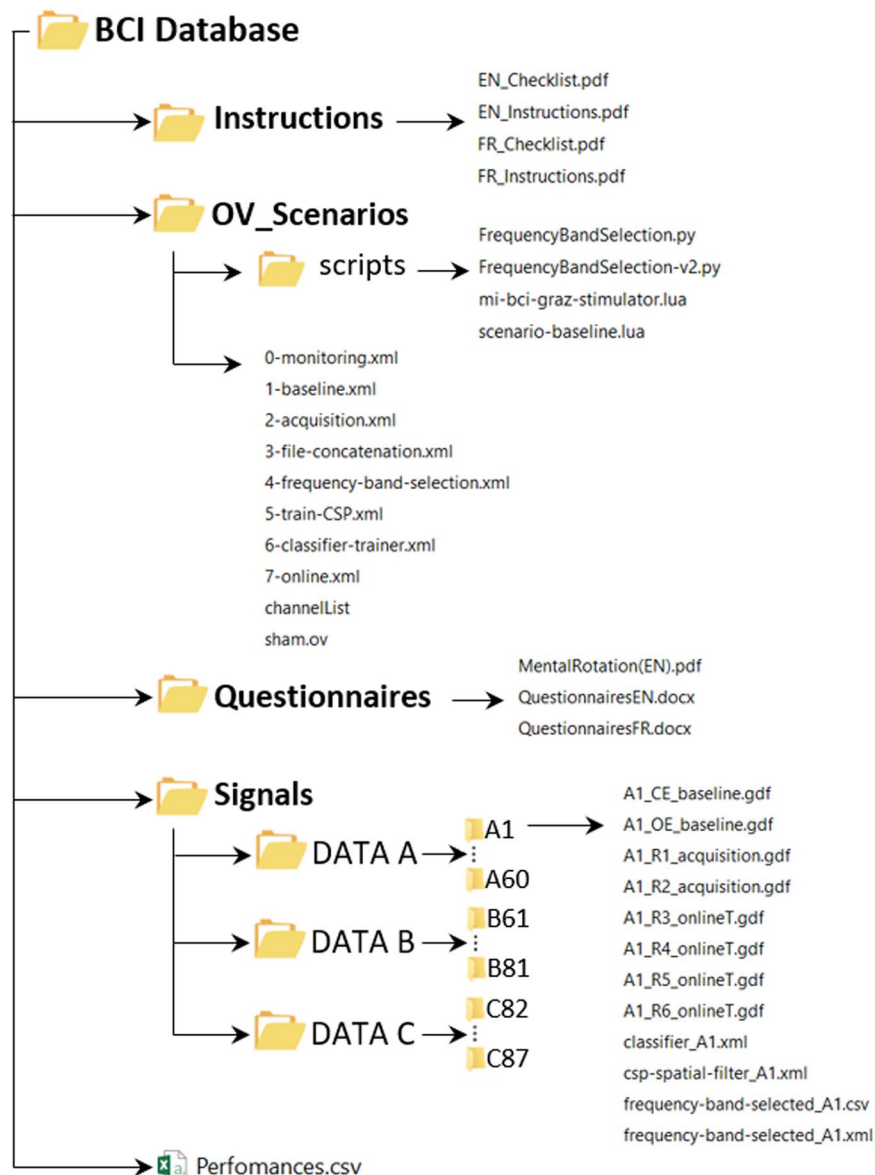 BCI Database
Instructions
EN_Checklist.pdf
EN_Instructions.pdf
FR_Checklist.pdf
FR_Instructions.pdf
OV_Scenarios
scripts
FrequencyBandSelection.py
FrequencyBandSelection-v2.py
mi-bci-graz-stimulator.lua
scenario-baseline.lua
0-monitoring.xml
1-baseline.xml
2-acquisition.xml
3-file-concatenation.xml
4-frequency-band-selection.xml
5-train-CSP.xml
6-classifier-trainer.xml
7-online.xml
channelList
sham.ov
Questionnaires
MentalRotation(EN).pdf
QuestionnairesEN.docx
QuestionnairesFR.docx
Signals
DATA A
A1
A60
DATA B
B61
B81
DATA C
C82
C87
A1_CE_baseline.gdf
A1_OE_baseline.gdf
A1_R1_acquisition.gdf
A1_R2_acquisition.gdf
A1_R3_onlineT.gdf
A1_R4_onlineT.gdf
A1_R5_onlineT.gdf
A1_R6_onlineT.gdf
classifier_A1.xml
csp-spatial-filter_A1.xml
frequency-band-selected_A1.csv
frequency-band-selected_A1.xml
Perfomances.csv